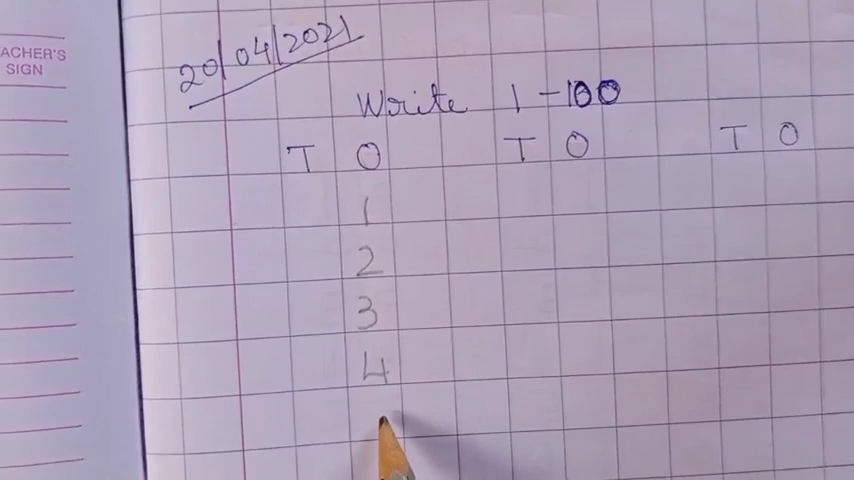 ACHER'S
SIGN
20/04/2021
Write 1-100
T O T O T O
1
2
3
4